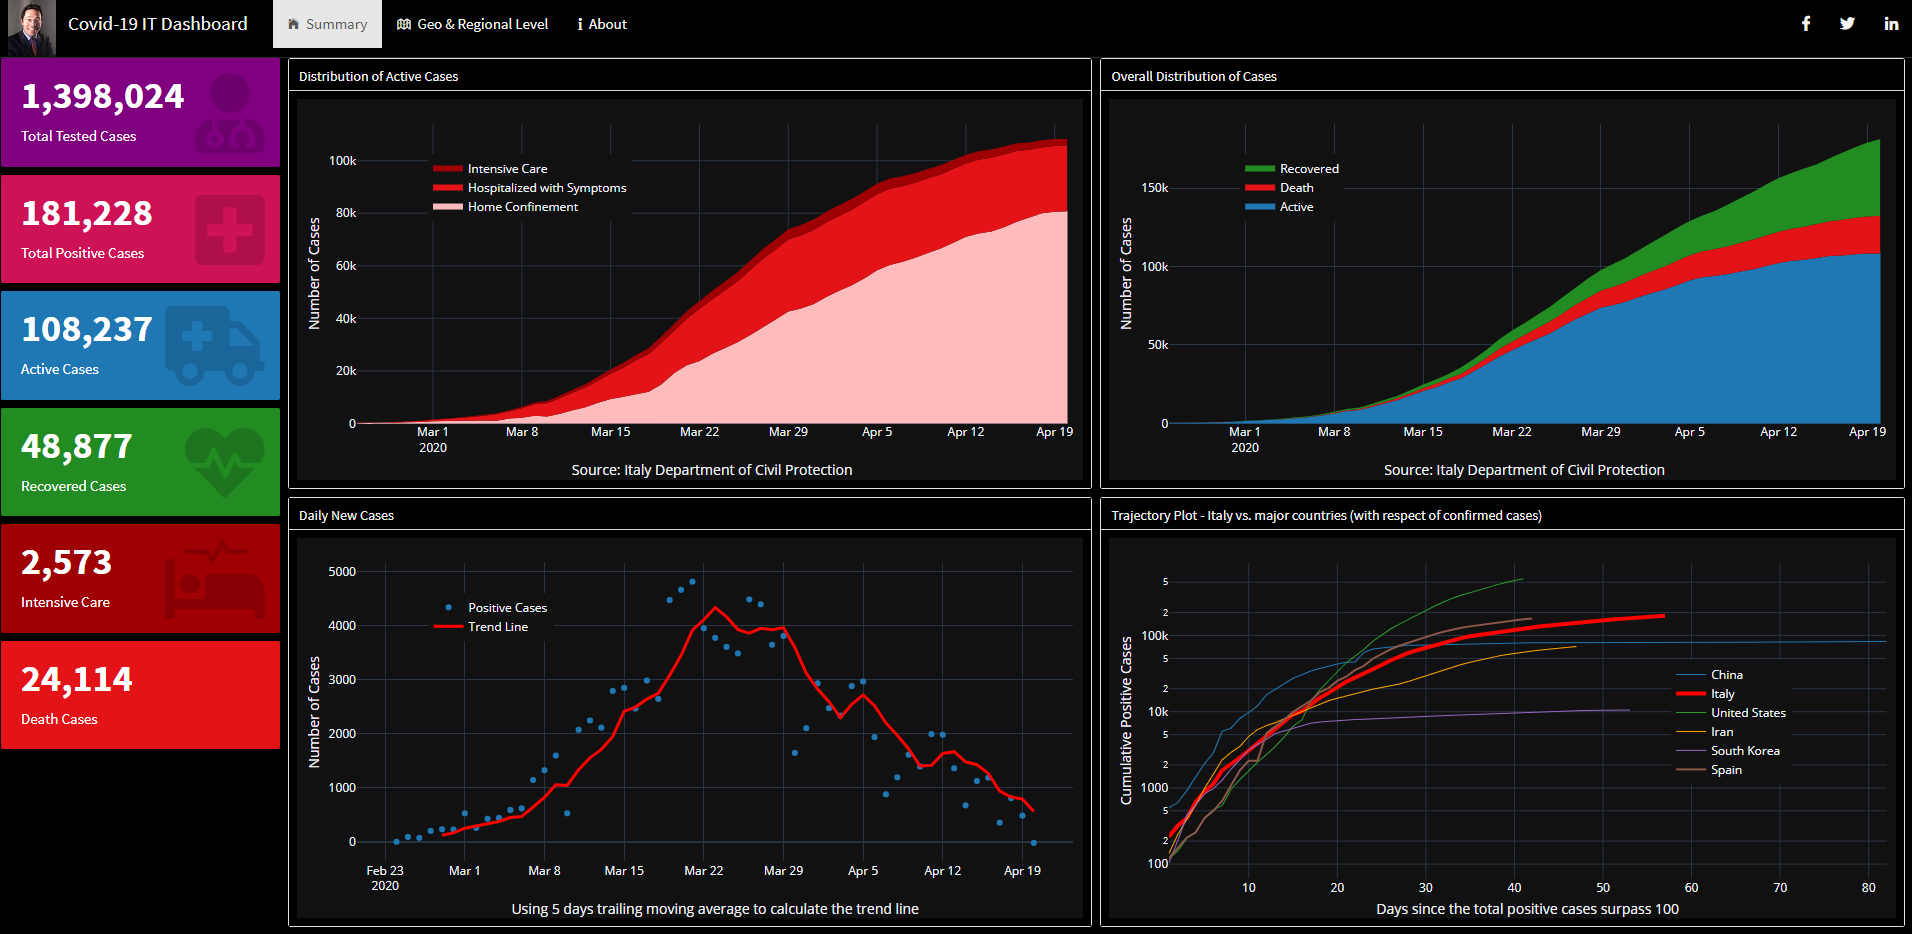 Covid-19 IT Dashboard
Summary
Geo & Regional Level
About
1,398,024
Total Tested Cases
181,228
Total Positive Cases
108,237
Active Cases
48,877
Recovered Cases
2,573
Intensive Care
24,114
Death Cases
Distribution of Active Cases
Number of Cases
100k
80k
60k
40k
20k
0
Intensive Care
Hospitalized with Symptoms
Home Confinement
Mar 1
2020
Mar 8
Mar 15
Mar 22
Mar 29
Apr 5
Apr 12
Apr 19
Source: Italy Department of Civil Protection
Overall Distribution of Cases
Number of Cases
150k
100k
50k
0
Recovered
Death
Active
Mar 1
2020
Mar 8
Mar 15
Mar 22
Mar 29
Apr 5
Apr 12
Apr 19
Source: Italy Department of Civil Protection
Daily New Cases
Number of Cases
5000
4000
3000
2000
1000
0
Positive Cases
Trend Line
Feb 23
2020
Mar 1
Mar 8
Mar 15
Mar 22
Mar 29
Apr 5
Apr 12
Apr 19
Using 5 days trailing moving average to calculate the trend line
Trajectory Plot - Italy vs. major countries (with respect of confirmed cases)
Cumulative Positive Cases
5
2
100k
5
2
10k
5
2
1000
5
2
100
China
Italy
United States
Iran
South Korea
Spain
10
20
30
40
50
60
70
80
Days since the total positive cases surpass 100